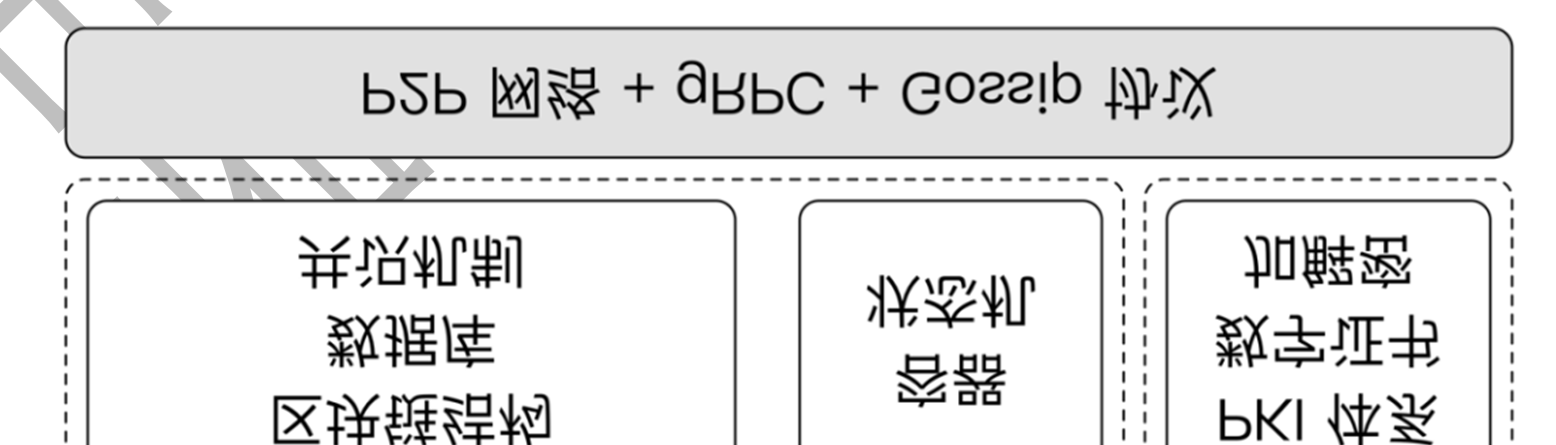 P2P 网络 + gRPC + Gossip 协议
共识机制
数据库
区块链结构
状态机
容器
加解密
数字证书
PKI 体系